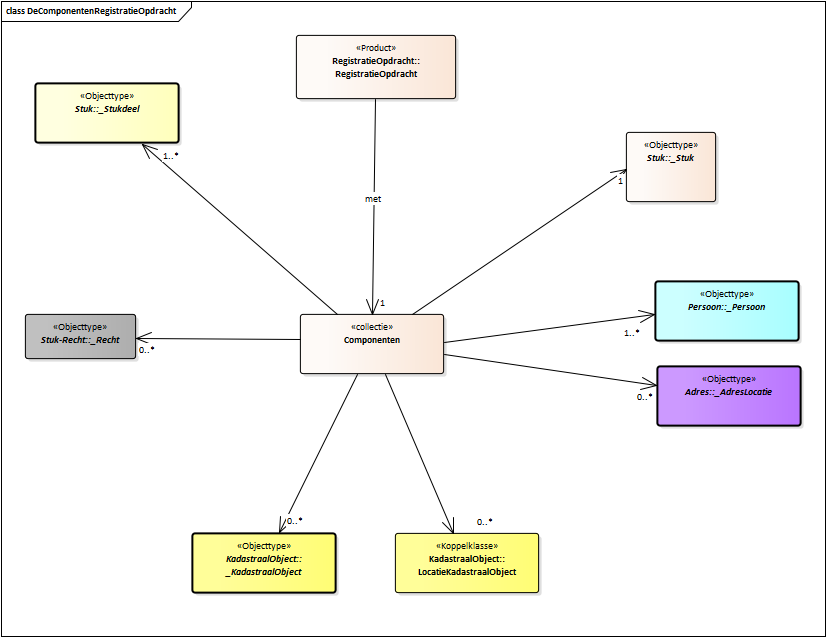 class DeComponentenRegistratieOpdracht
«Product»
RegistratieOpdracht::
RegistratieOpdracht
«Objecttype»
Stuk::_Stukdeel
«Objecttype»
Stuk::_Stuk
1..*
1
met
«Objecttype»
Persoon::_Persoon
1
1..*
«Objecttype»
Stuk-Recht::_Recht
0..*
«collectie»
Componenten
«Objecttype»
Adres::_AdresLocatie
0..*
0..*
0..*
«Objecttype»
KadastraalObject::
_KadastraalObject
«Koppelklasse»
KadastraalObject::
LocatieKadastraalObject